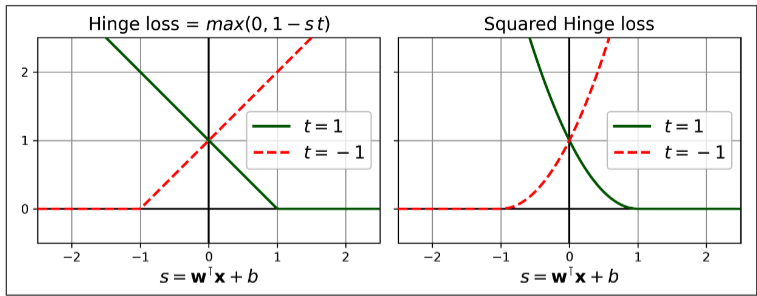 Hinge loss = max(0, 1 − s t)
2
1
0
t = 1
t = − 1
−2 −1 0 1 2
s = w⊺x + b
Squared Hinge loss
t = 1
t = − 1
−2 −1 0 1 2
s = w⊺x + b